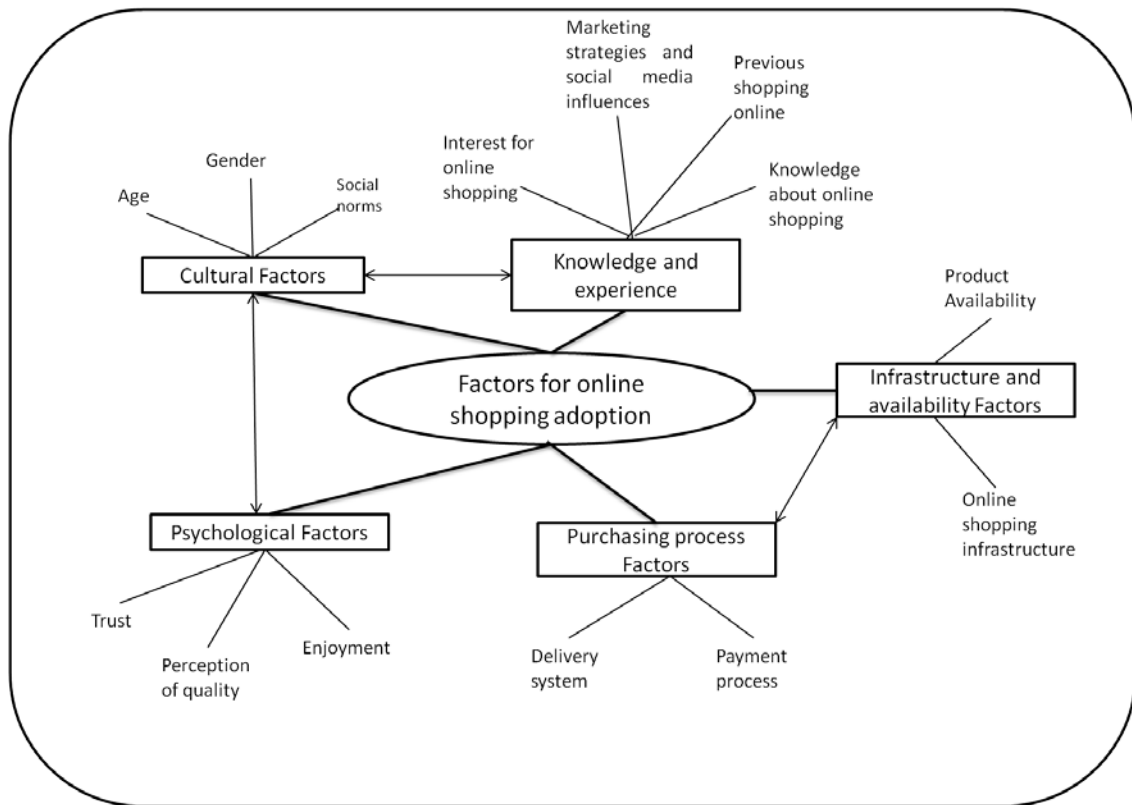 Marketing
strategies and
social media
influences
Previous
shopping
online
Interest for
online
shopping
Knowledge
about online
shopping
Gender
Age
Social
norms
Cultural Factors
Knowledge and
experience
Product
Availability
Factors for online
shopping adoption
Infrastructure and
availability Factors
Psychological Factors
Purchasing process
Factors
Online
shopping
infrastructure
Trust
Perception
of quality
Enjoyment
Delivery
system
Payment
process